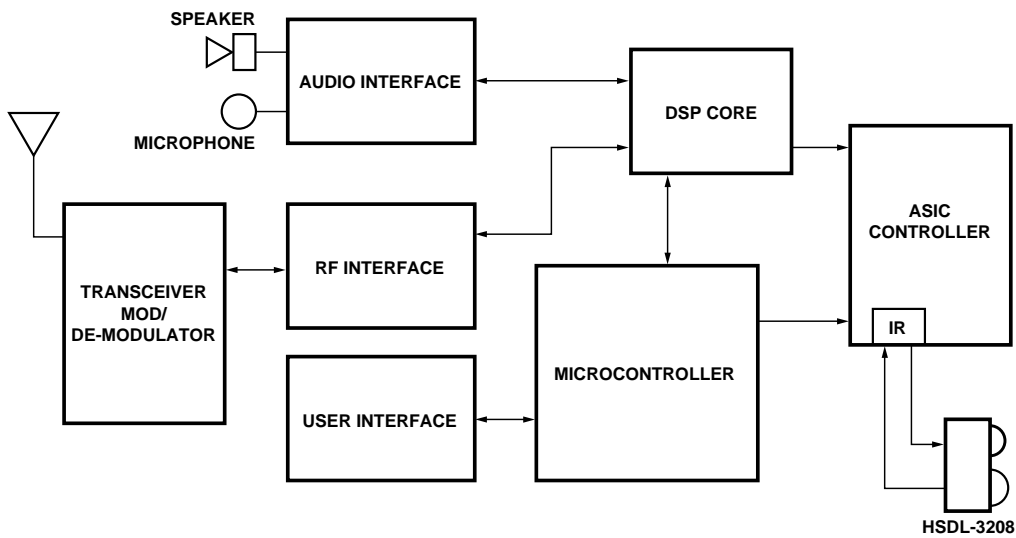 SPEAKER
AUDIO INTERFACE
MICROPHONE
DSP CORE
ASIC
CONTROLLER
RF INTERFACE
TRANSCEIVER
MOD/
DE-MODULATOR
IR
MICROCONTROLLER
USER INTERFACE
HSDL-3208